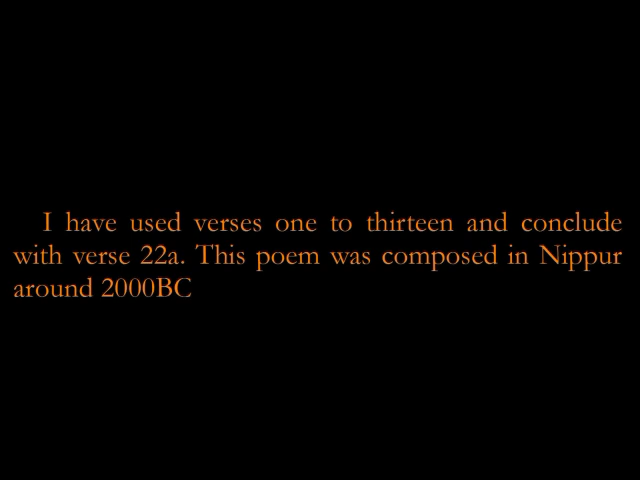 I have used verses one to thirteen and conclude
with verse 22a. This poem was composed in Nippur
around 2000BC